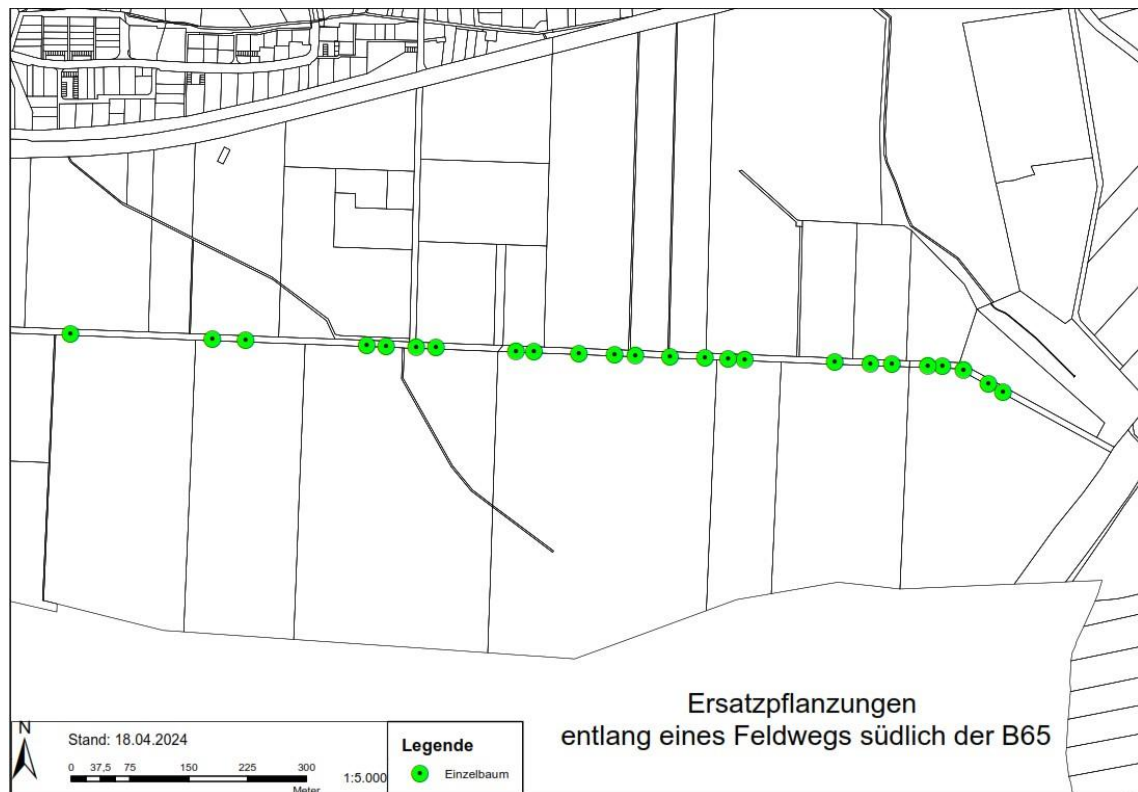 Ersatzpflanzungen
entlang eines Feldwegs südlich der B65
N
Stand: 18.04.2024
0 37,5 75 150 225 300
Meter
1:5.000
Legende
Einzelbaum